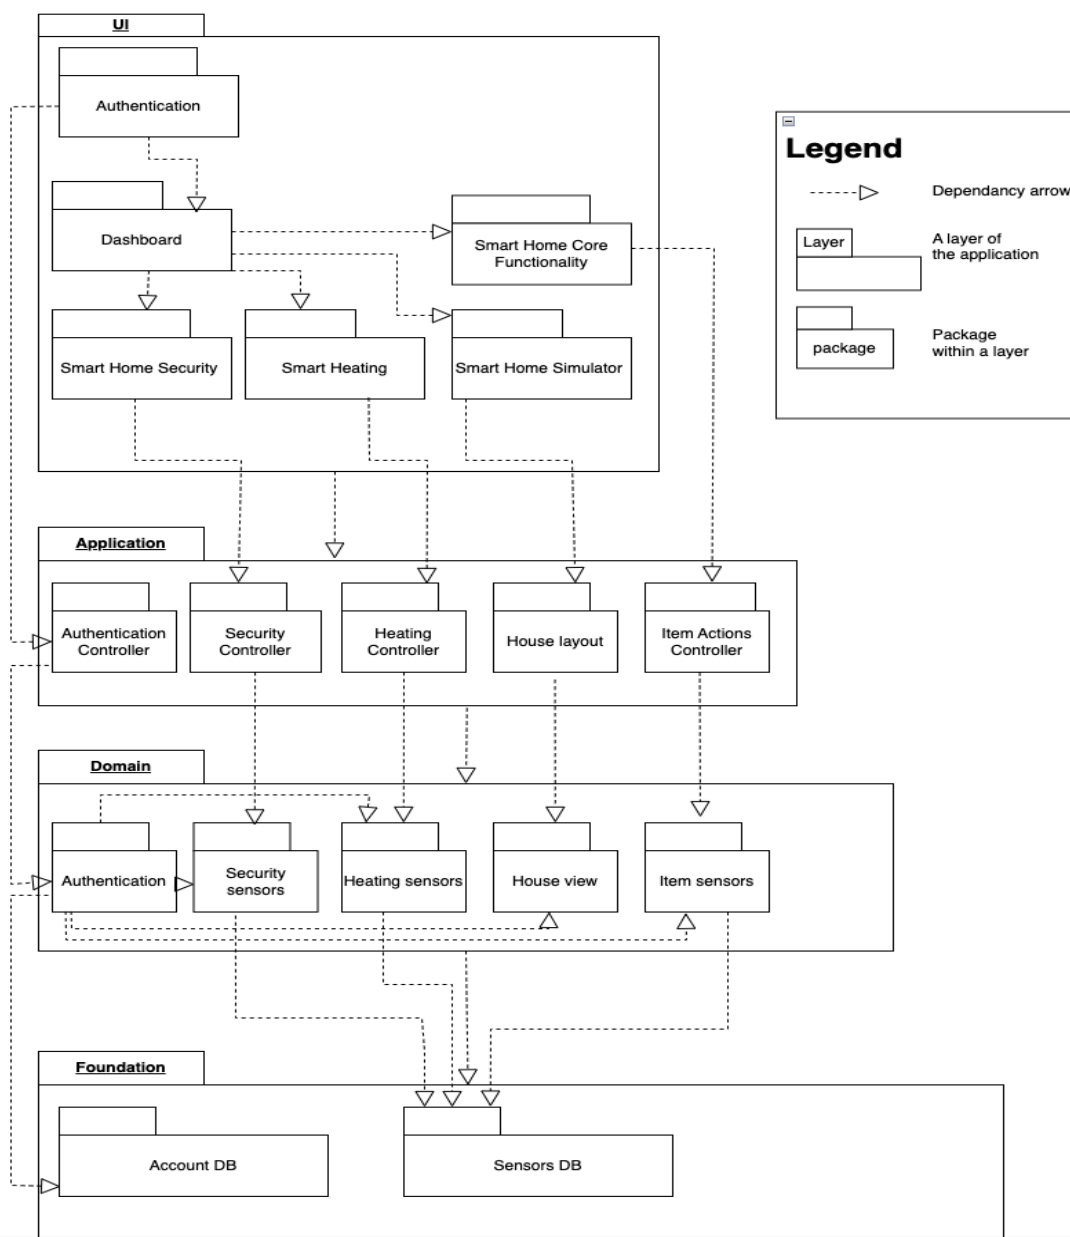 UI
Authentication
Legend
Dependancy arrow
Dashboard
Smart Home Core
Functionality
Layer
A layer of
the application
package
Package
within a layer
Smart Home Security
Smart Heating
Smart Home Simulator
Application
Authentication
Controller
Security
Controller
Heating
Controller
House layout
Item Actions
Controller
Domain
Authentication
Security
sensors
Heating sensors
House view
Item sensors
Foundation
Account DB
Sensors DB